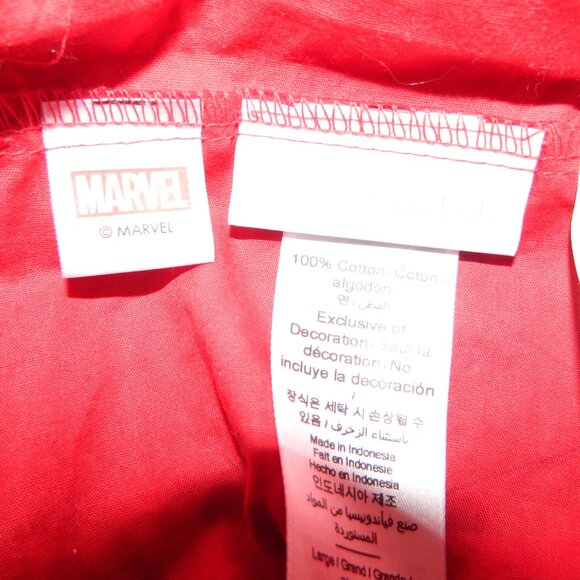 MARVEL
© MARVEL
100% Cotton / Coton /
algodón /
면 / قطن /
Exclusive of
Decoration / Sauf la
décoration / No
incluye la decoración
/
장식은 세탁 시 손상될 수
있음 / باستثناء الزخرف /
Made in Indonesia
Fait en Indonésie
Hecho en Indonesia
인도네시아 제조
صنع في أندونيسيا من المواد
المستوردة
Large / Grand / Grande /